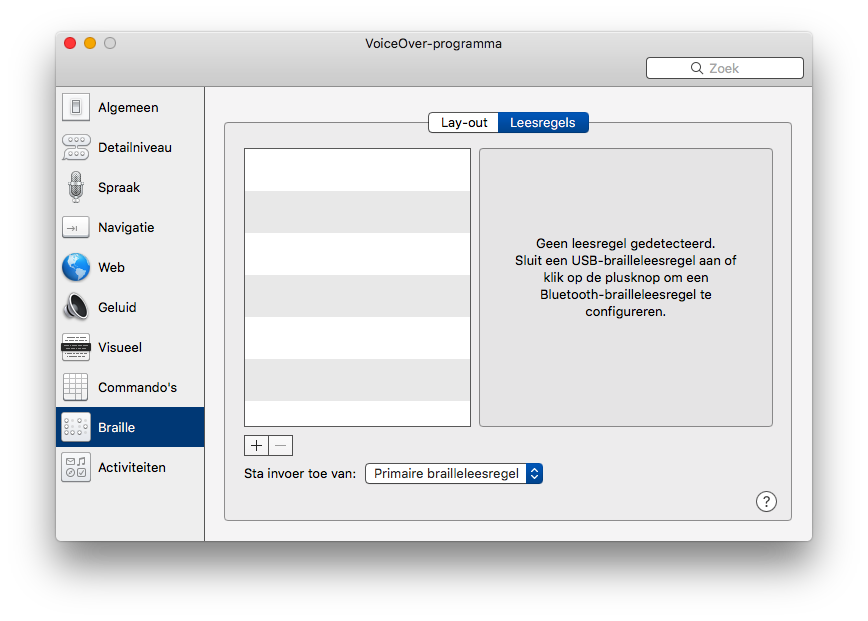 VoiceOver-programma
Zoek
Algemeen
Detailniveau
Spraak
Navigatie
Web
Geluid
Visueel
Commando's
Braille
Activiteiten
Lay-out
Leesregels
Geen leesregel gedetecteerd.
Sluit een USB-brailleleesregel aan of
klik op de plusknop om een
Bluetooth-brailleleesregel te
configureren.
+
−
Sta invoer toe van:
Primaire brailleleesregel
?